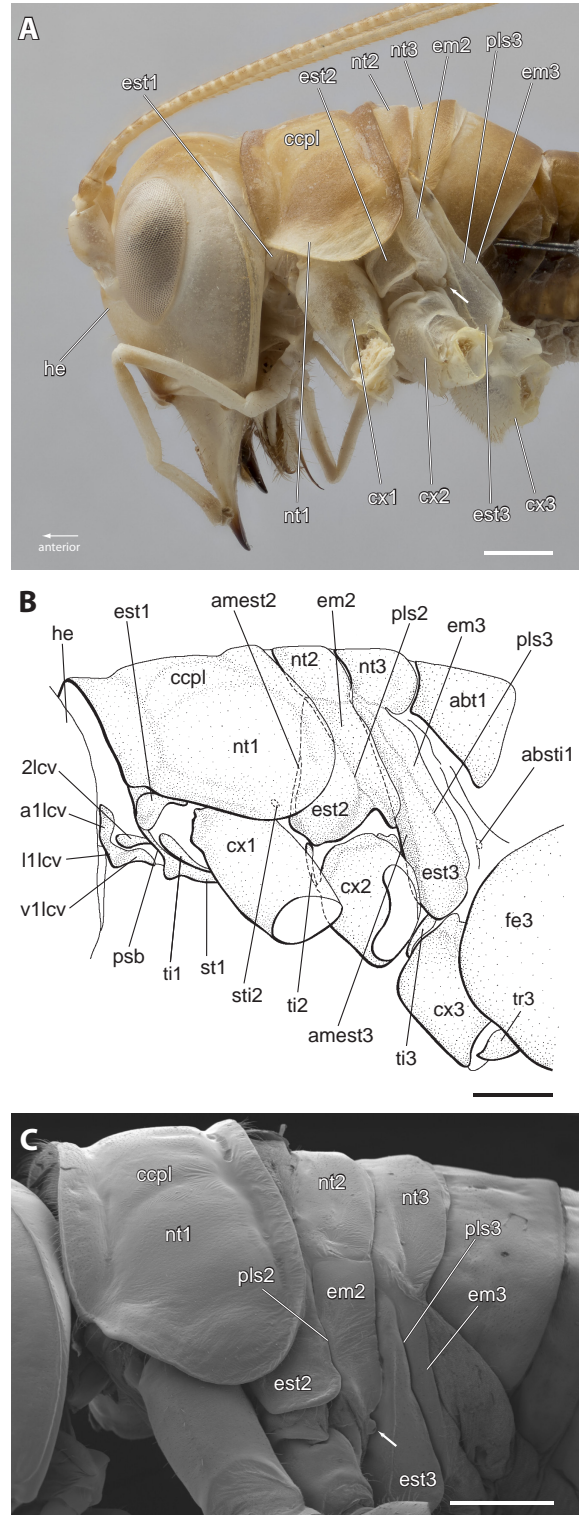 A
est1
est2
nt2
nt3
em2
pls3
em3
ccpl
he
nt1
cx1
cx2
est3
cx3
anterior
B
he
est1
amest2
em2
pls2
em3
pls3
ccpl
nt2
nt3
abt1
nt1
absti1
2lcv
a1lcv
l1lcv
v1lcv
est2
cx1
cx2
est3
fe3
psb
ti1
st1
sti2
ti2
amest3
ti3
cx3
tr3
C
ccpl
nt1
nt2
nt3
pls3
pls2
em2
em3
est2
est3